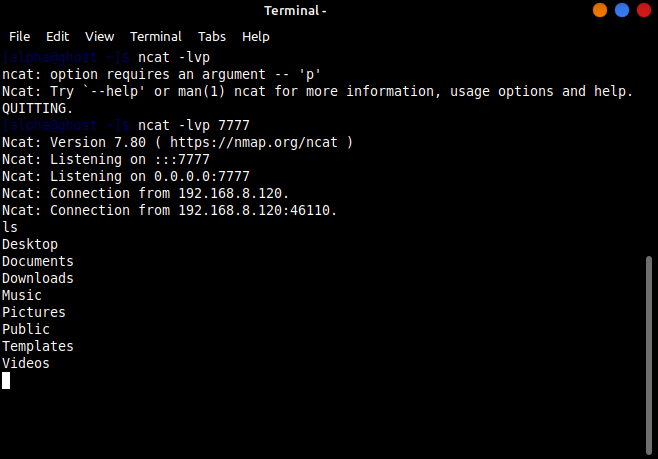 Terminal -
File Edit View Terminal Tabs Help
[alpha@ghost ~]$ ncat -lvp
ncat: option requires an argument -- 'p'
Ncat: Try `--help' or man(1) ncat for more information, usage options and help.
QUITTING.
[alpha@ghost ~]$ ncat -lvp 7777
Ncat: Version 7.80 ( https://nmap.org/ncat )
Ncat: Listening on :::7777
Ncat: Listening on 0.0.0.0:7777
Ncat: Connection from 192.168.8.120.
Ncat: Connection from 192.168.8.120:46110.
ls
Desktop
Documents
Downloads
Music
Pictures
Public
Templates
Videos